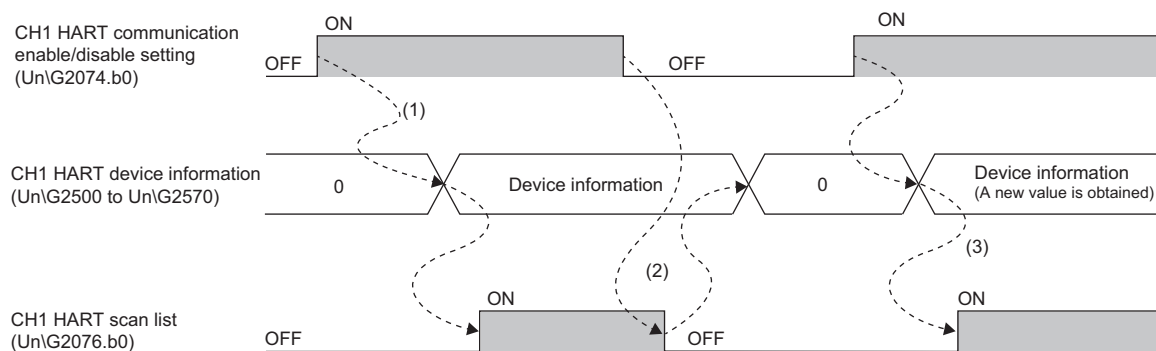 CH1 HART communication
enable/disable setting
(Un\G2074.b0)
OFF
ON
OFF
ON
(1)
CH1 HART device information
(Un\G2500 to Un\G2570)
0
Device information
0
Device information
(A new value is obtained)
(2)
(3)
CH1 HART scan list
(Un\G2076.b0)
OFF
ON
OFF
ON